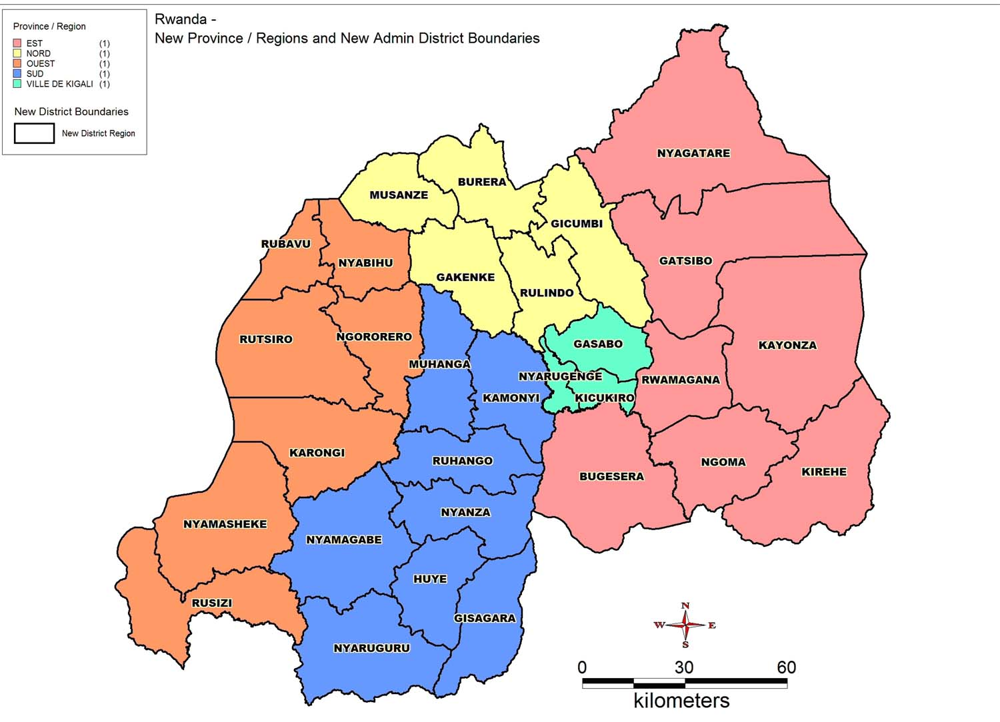 Rwanda -
New Province / Regions and New Admin District Boundaries
Province / Region
EST (1)
NORD (1)
OUEST (1)
SUD (1)
VILLE DE KIGALI (1)
New District Boundaries
New District Region
NYAGATARE
BURERA
MUSANZE
GICUMBI
RUBAVU
NYABIHU
GATSIBO
GAKENKE
RULINDO
RUTSIRO
NGORORERO
GASABO
KAYONZA
MUHANGA
NYARUGENGE
RWAMAGANA
KAMONYI
KICUKIRO
KARONGI
RUHANGO
NGOMA
BUGESERA
KIREHE
NYANZA
NYAMASHEKE
NYAMAGABE
HUYE
RUSIZI
GISAGARA
NYARUGURU
N
W E
S
0 30 60
kilometers